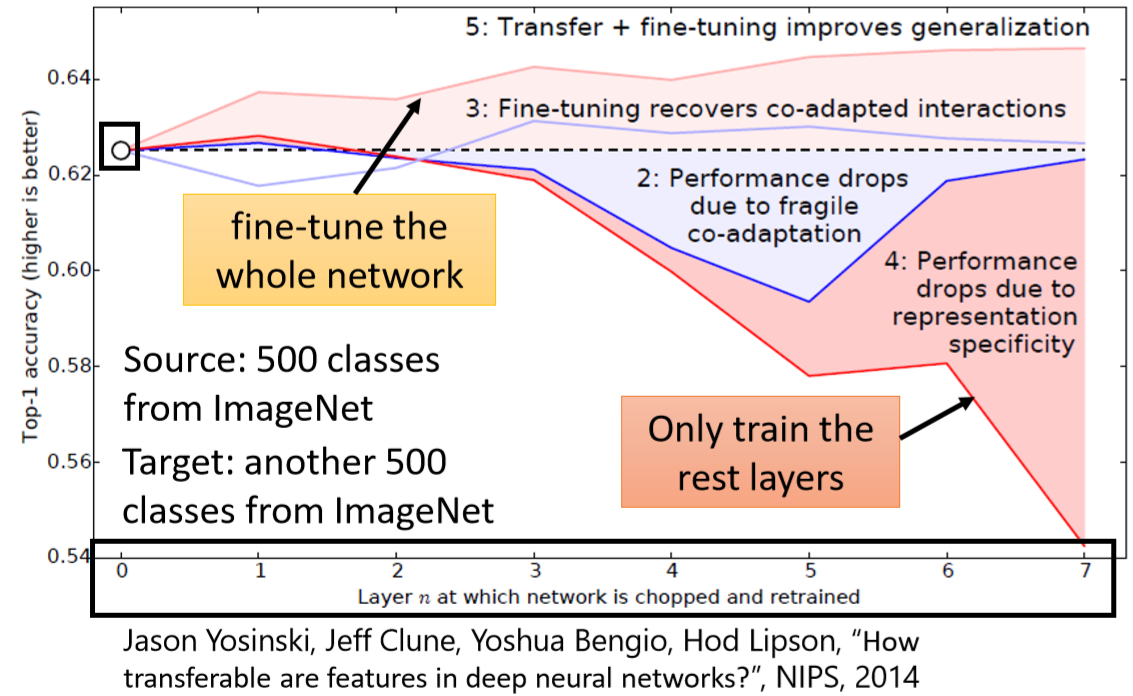 5: Transfer + fine-tuning improves generalization
0.64
3: Fine-tuning recovers co-adapted interactions
0.62
2: Performance drops
due to fragile
co-adaptation
fine-tune the
whole network
0.60
4: Performance
drops due to
representation
specificity
Top-1 accuracy (higher is better)
0.58
Source: 500 classes
from ImageNet
Only train the
rest layers
0.56
Target: another 500
classes from ImageNet
0.54
0 1 2 3 4 5 6 7
Layer n at which network is chopped and retrained
Jason Yosinski, Jeff Clune, Yoshua Bengio, Hod Lipson, “How
transferable are features in deep neural networks?”, NIPS, 2014